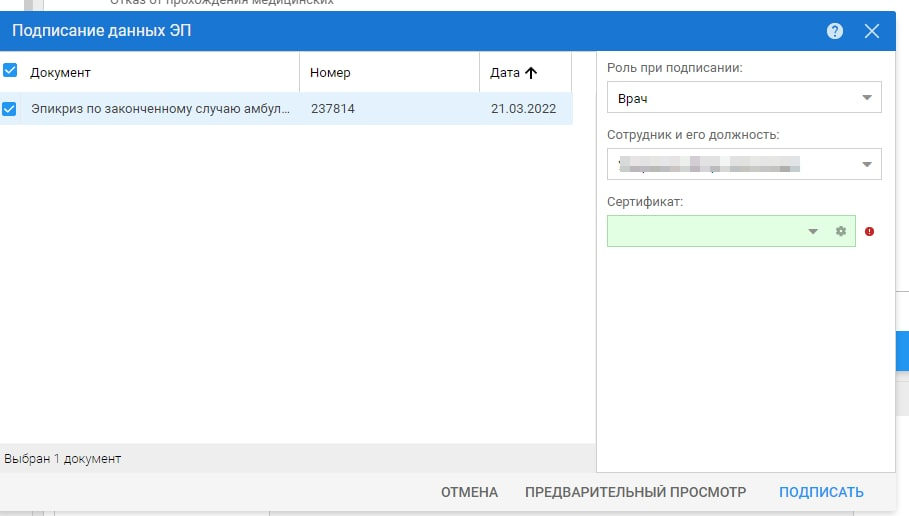 Отказ от прохождения медицинских
Подписание данных ЭП
Документ Номер Дата
Эпикриз по законченному случаю амбул... 237814 21.03.2022
Выбран 1 документ
Роль при подписании:
Врач
Сотрудник и его должность:
Сертификат:
ОТМЕНА ПРЕДВАРИТЕЛЬНЫЙ ПРОСМОТР ПОДПИСАТЬ